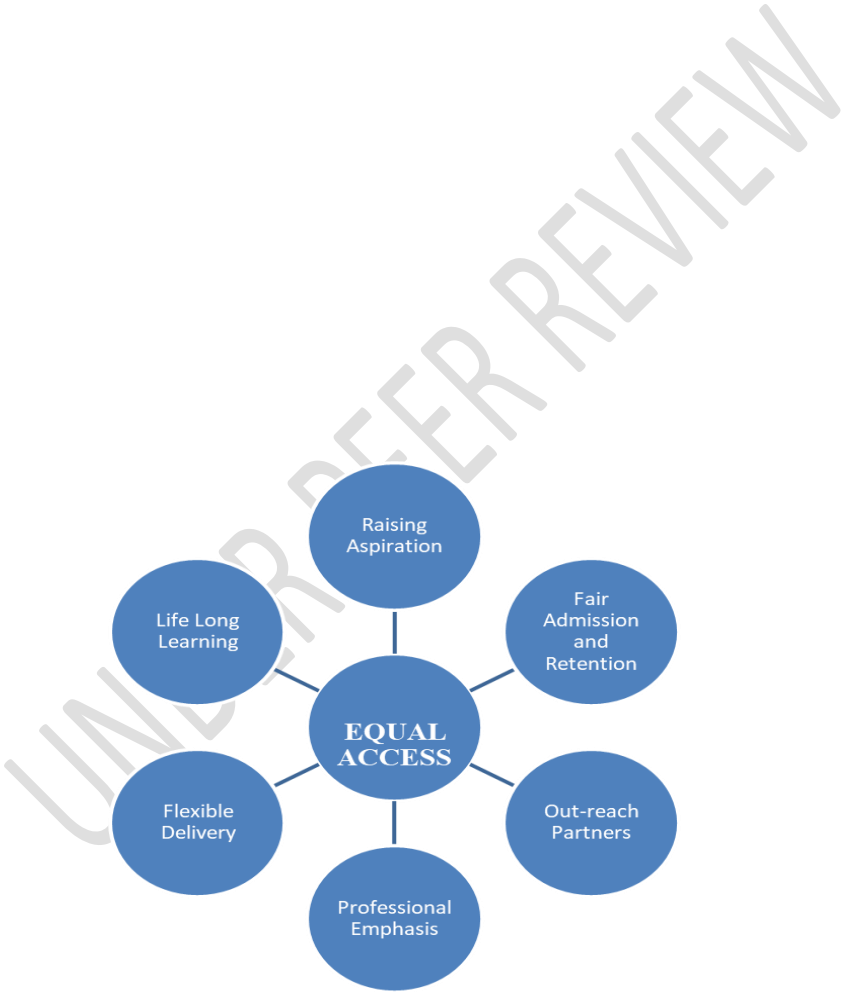 UNDER PEER REVIEW
Raising
Aspiration
Fair
Admission
and
Retention
Out-reach
Partners
Professional
Emphasis
Flexible
Delivery
Life Long
Learning
EQUAL
ACCESS